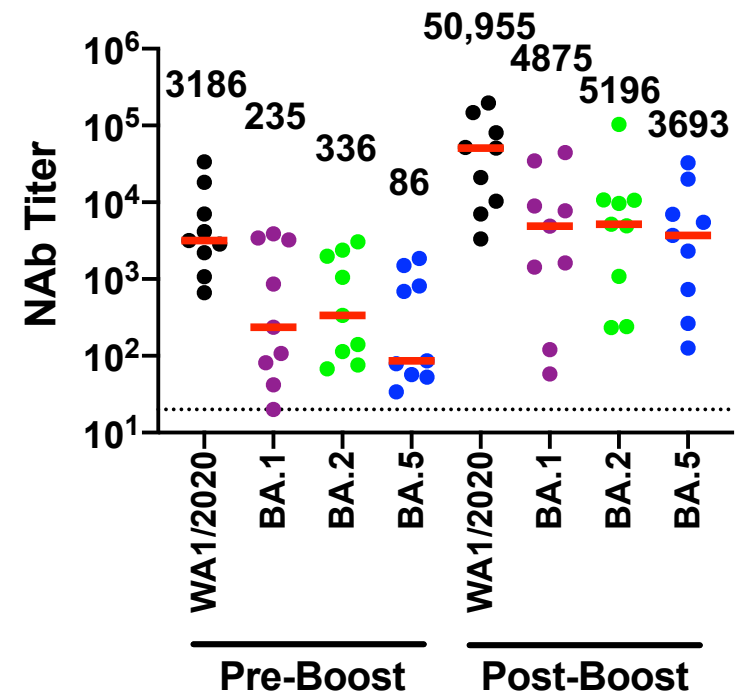 50,955
10⁶
4875
3186
5196
235
3693
336
10⁵
86
NAb Titer
10⁴
10³
10²
10¹
WA1/2020
BA.1
BA.2
BA.5
WA1/2020
BA.1
BA.2
BA.5
Pre-Boost
Post-Boost